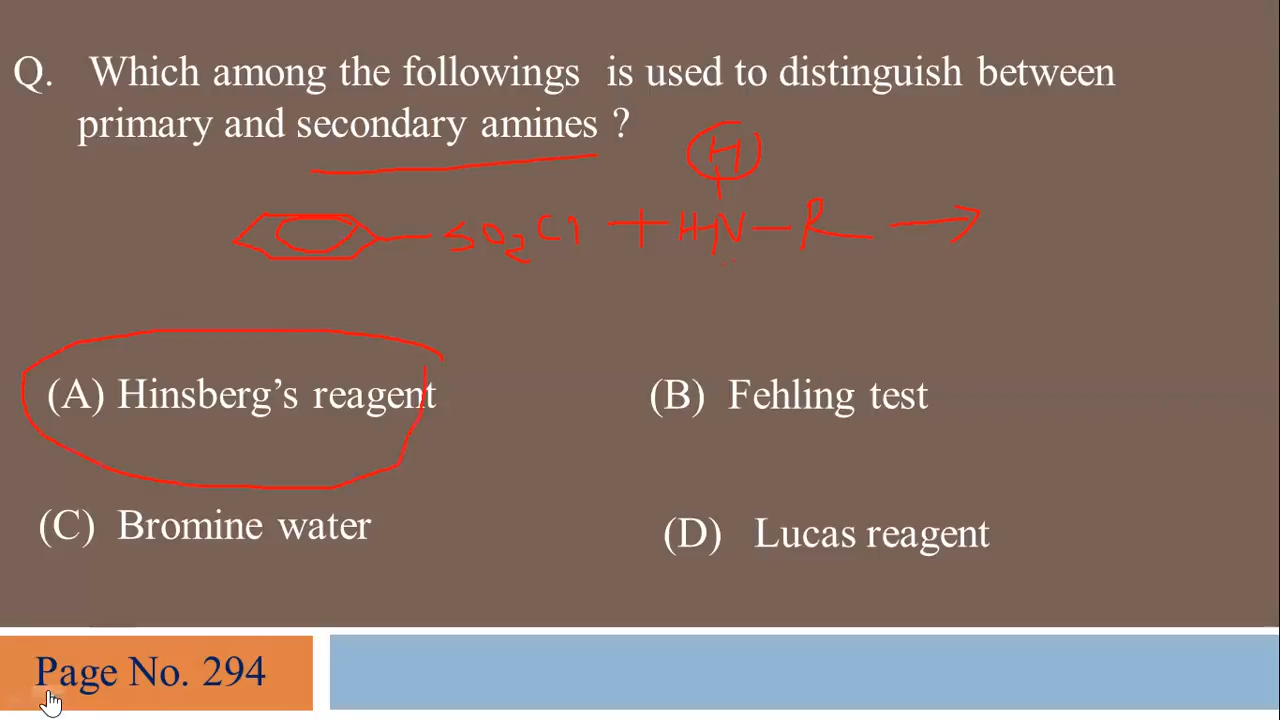 Q. Which among the followings is used to distinguish between
primary and secondary amines ?
H
SO2Cl + H N - R →
(A) Hinsberg’s reagent
(B) Fehling test
(C) Bromine water
(D) Lucas reagent
Page No. 294